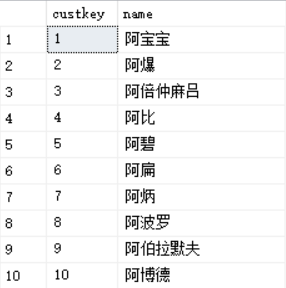 custkey name
1 1 阿宝宝
2 2 阿爆
3 3 阿倍仲麻吕
4 4 阿比
5 5 阿碧
6 6 阿扁
7 7 阿炳
8 8 阿波罗
9 9 阿伯拉默夫
10 10 阿博德